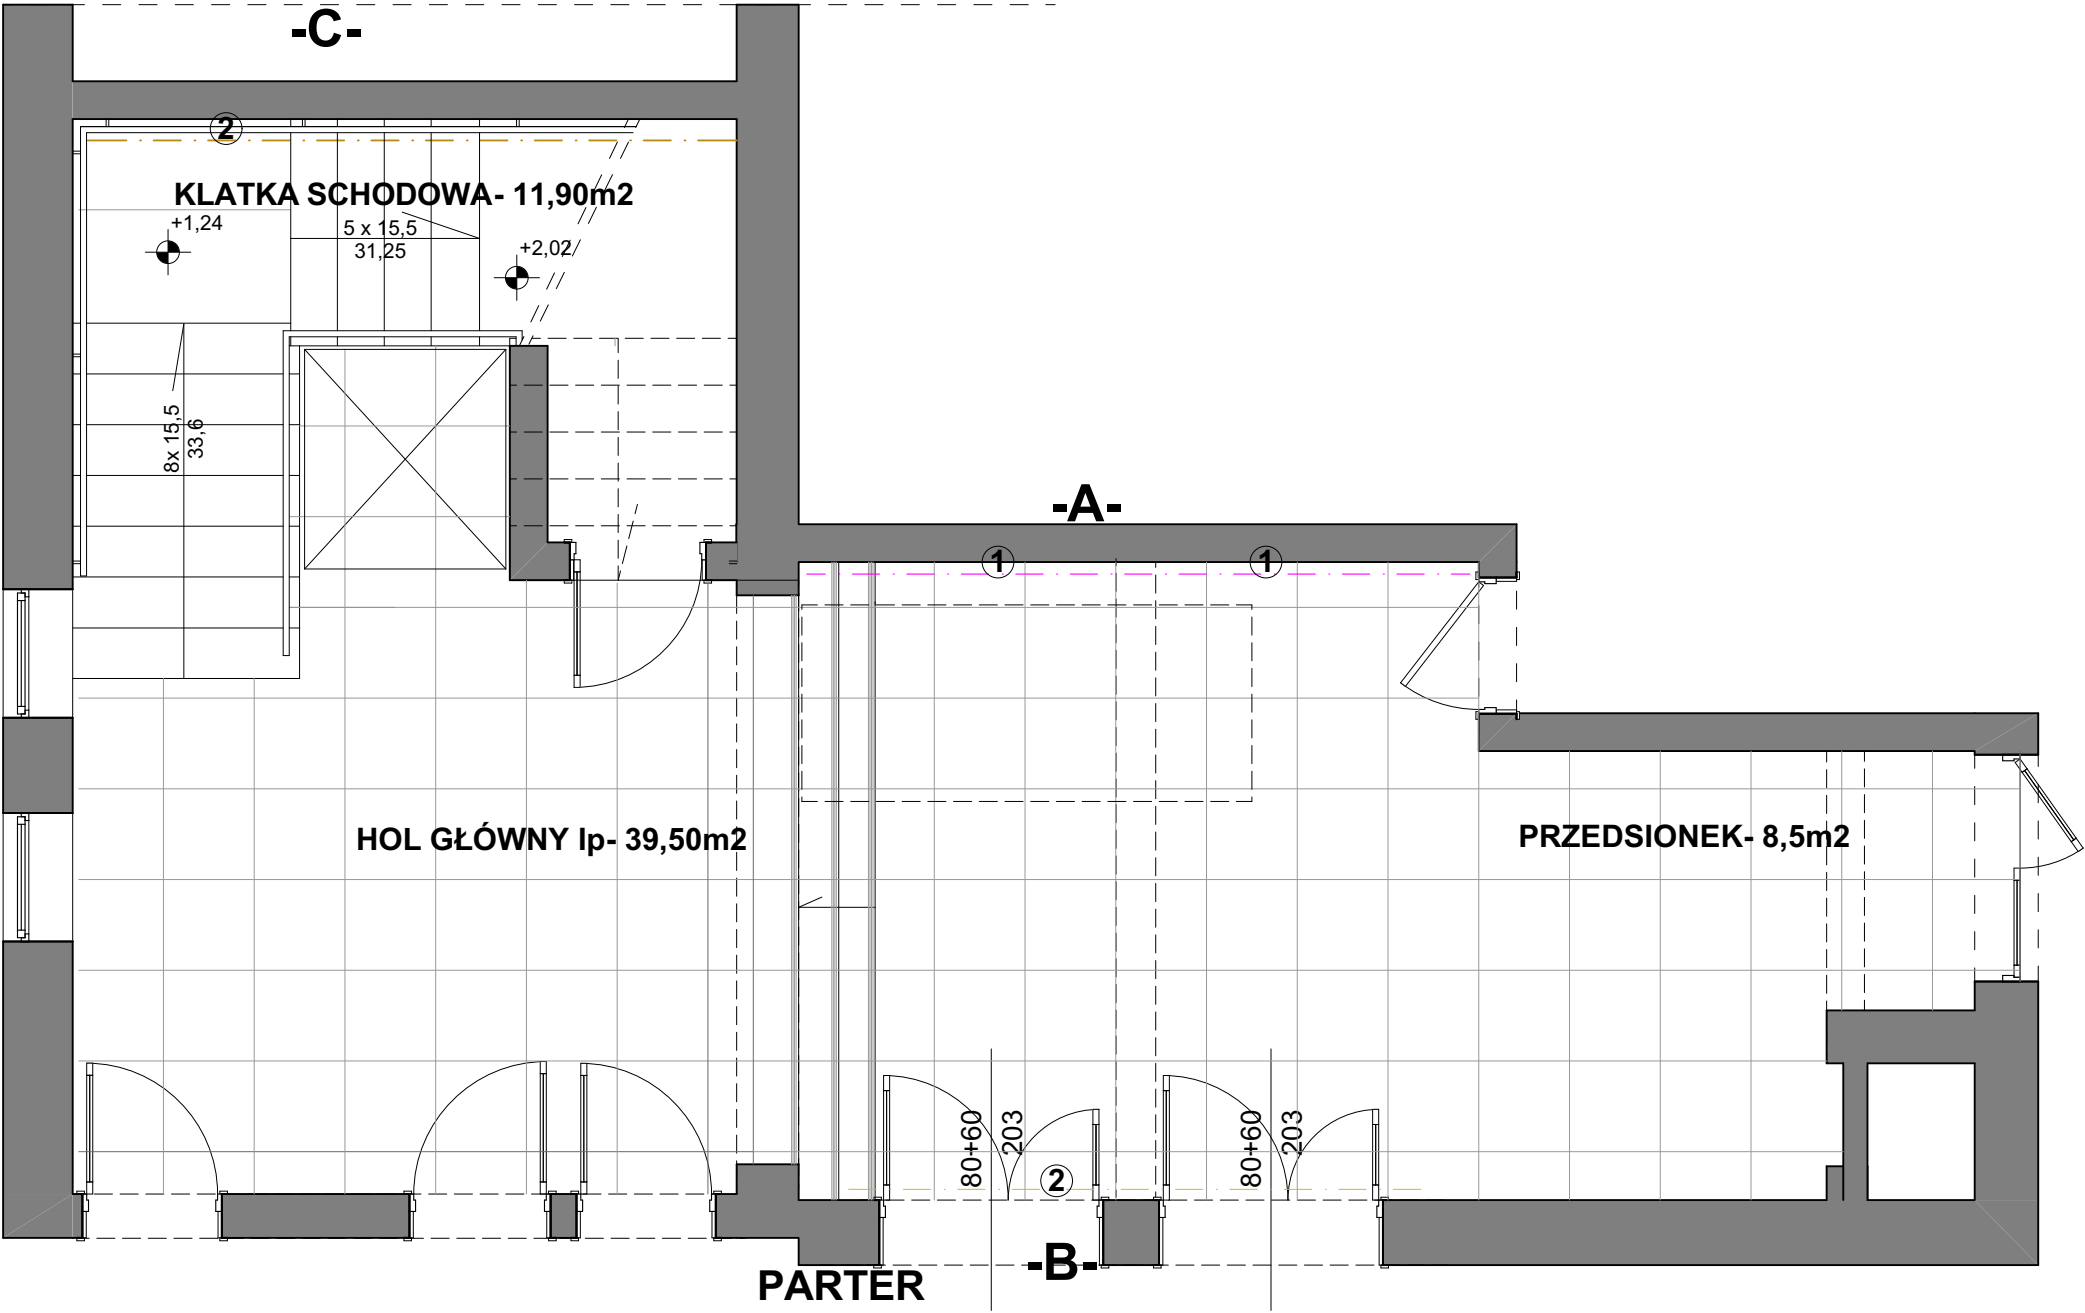 -C-
2
KLATKA SCHODOWA- 11,90m2
+1,24
5 x 15,5
31,25
+2,02
8x 15,5
33,6
-A-
1
1
HOL GŁÓWNY Ip- 39,50m2
PRZEDSIONEK- 8,5m2
80+60
203
80+60
203
2
-B-
PARTER